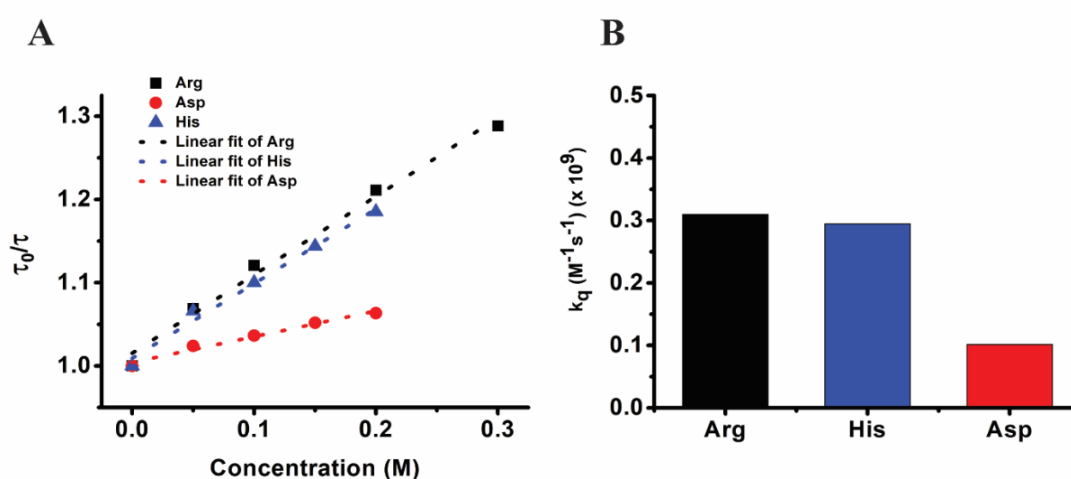 A
Arg
Asp
His
Linear fit of Arg
Linear fit of His
Linear fit of Asp
τ₀/τ
1.3
1.2
1.1
1.0
0.0 0.1 0.2 0.3
Concentration (M)
B
k_q (M⁻¹s⁻¹) (x 10⁹)
0.5
0.4
0.3
0.2
0.1
0.0
Arg His Asp